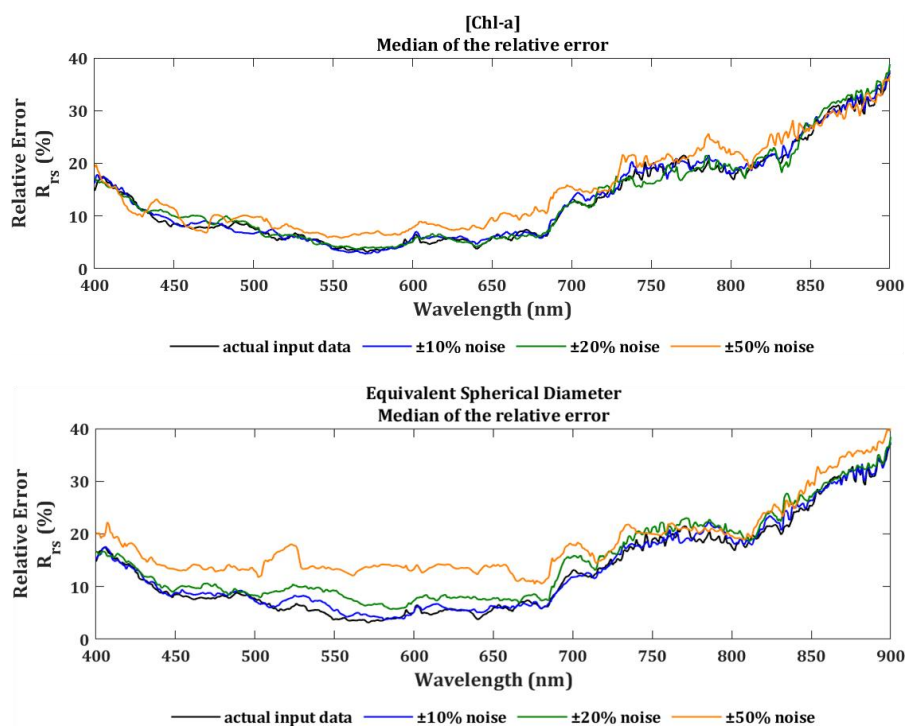 [Chl-a]
Median of the relative error
Relative Error
R_rs (%)
40
30
20
10
0
400 450 500 550 600 650 700 750 800 850 900
Wavelength (nm)
actual input data ±10% noise ±20% noise ±50% noise
Equivalent Spherical Diameter
Median of the relative error
Relative Error
R_rs (%)
40
30
20
10
0
400 450 500 550 600 650 700 750 800 850 900
Wavelength (nm)
actual input data ±10% noise ±20% noise ±50% noise